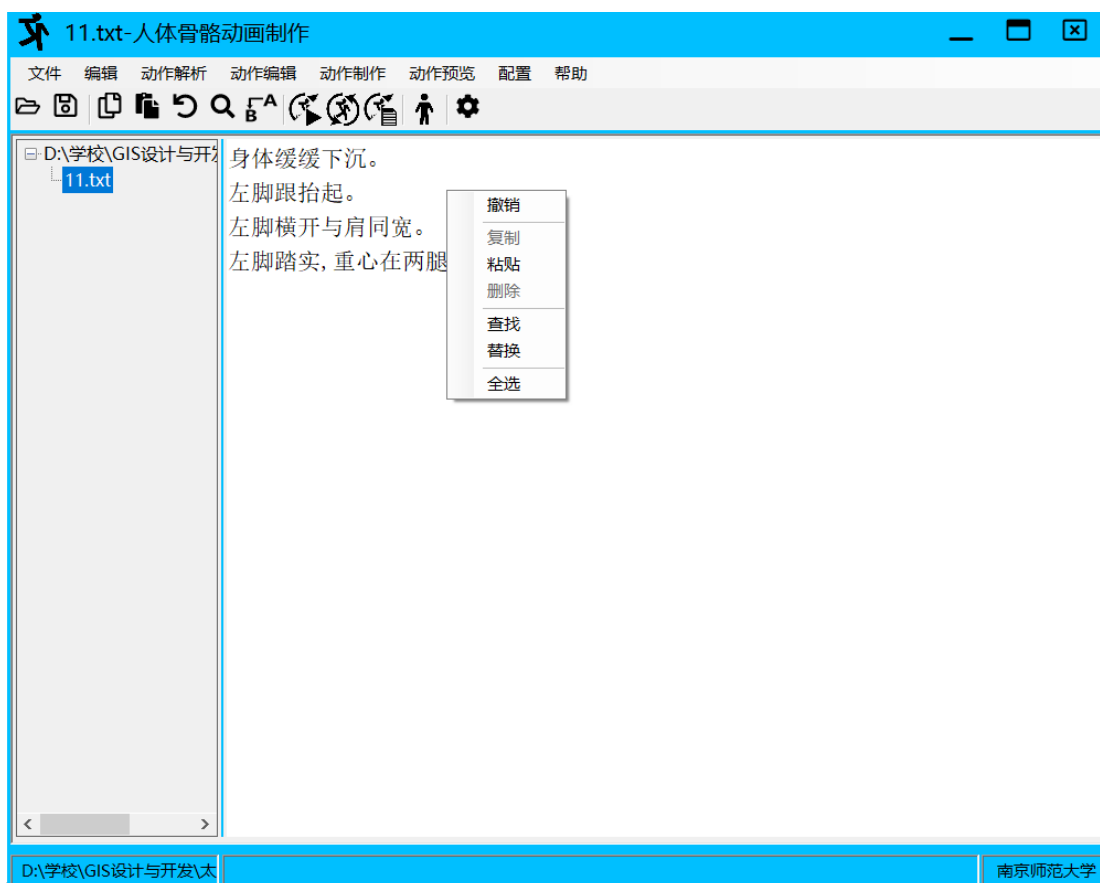 11.txt-人体骨骼动画制作
文件 编辑 动作解析 动作编辑 动作制作 动作预览 配置 帮助
D:\学校\GIS设计与开发
11.txt
身体缓缓下沉。
左脚跟抬起。
左脚横开与肩同宽。
左脚踏实,重心在两腿
撤销
复制
粘贴
删除
查找
替换
全选
D:\学校\GIS设计与开发\太
南京师范大学